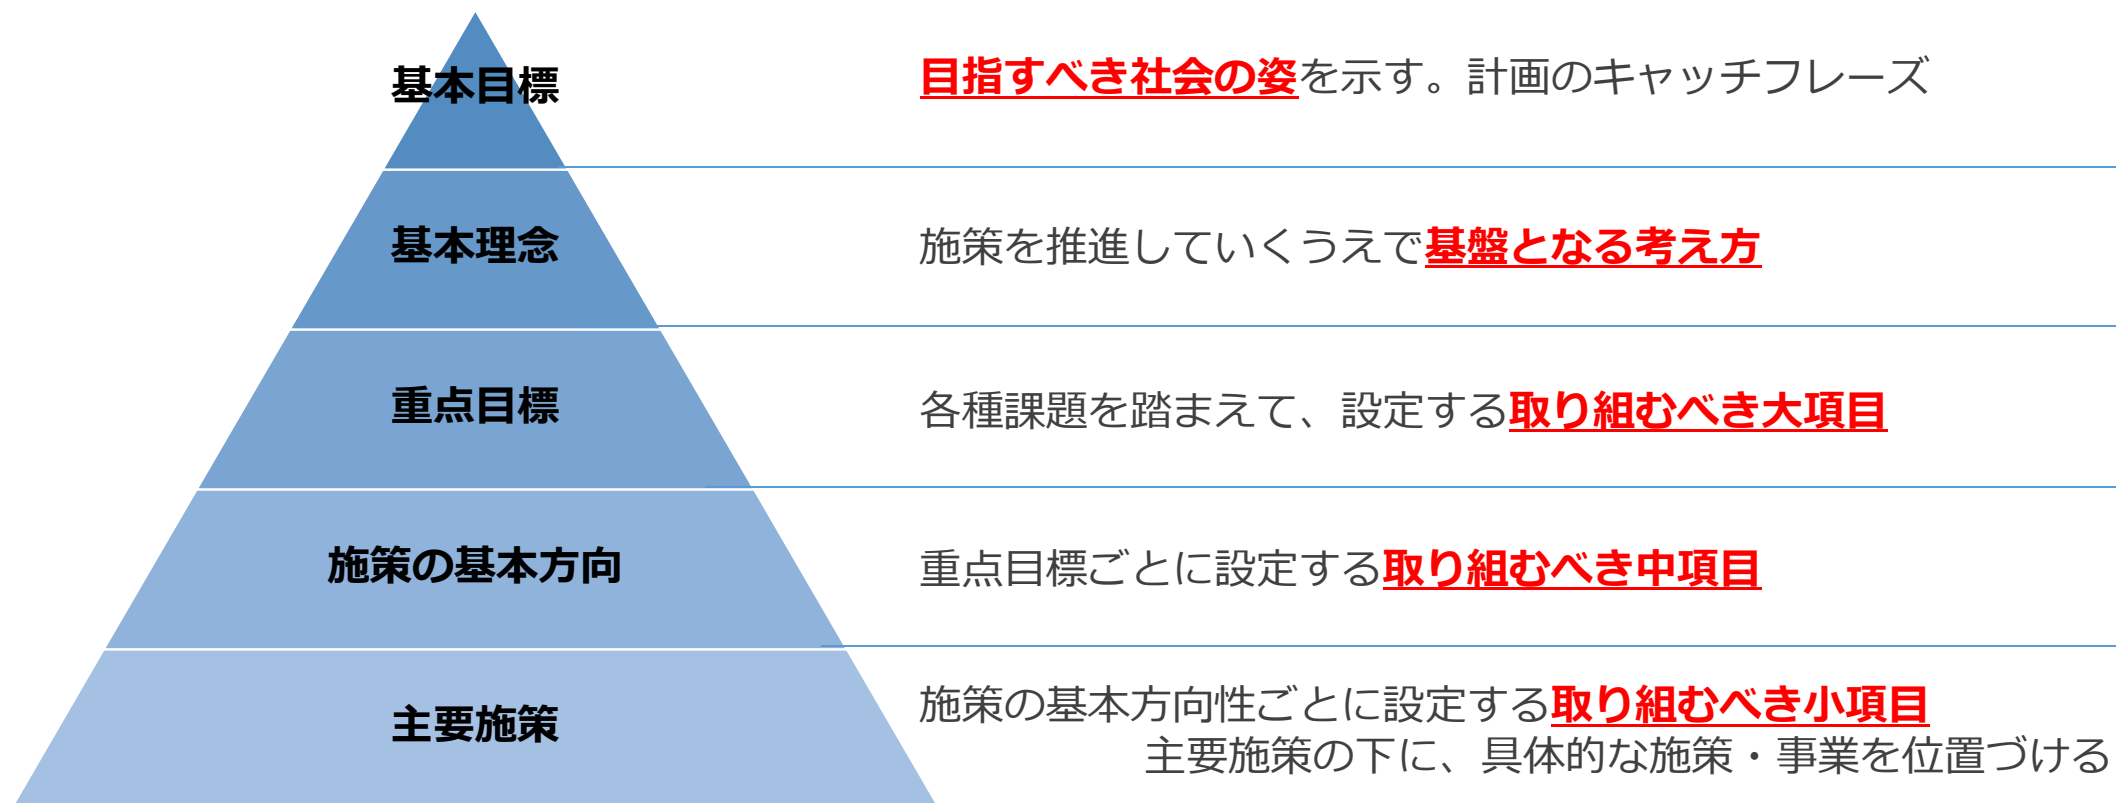 基本目標
目指すべき社会の姿を示す。計画のキャッチフレーズ
基本理念
施策を推進していくうえで基盤となる考え方
重点目標
各種課題を踏まえて、設定する取り組むべき大項目
施策の基本方向
重点目標ごとに設定する取り組むべき中項目
主要施策
施策の基本方向性ごとに設定する取り組むべき小項目
主要施策の下に、具体的な施策・事業を位置づける